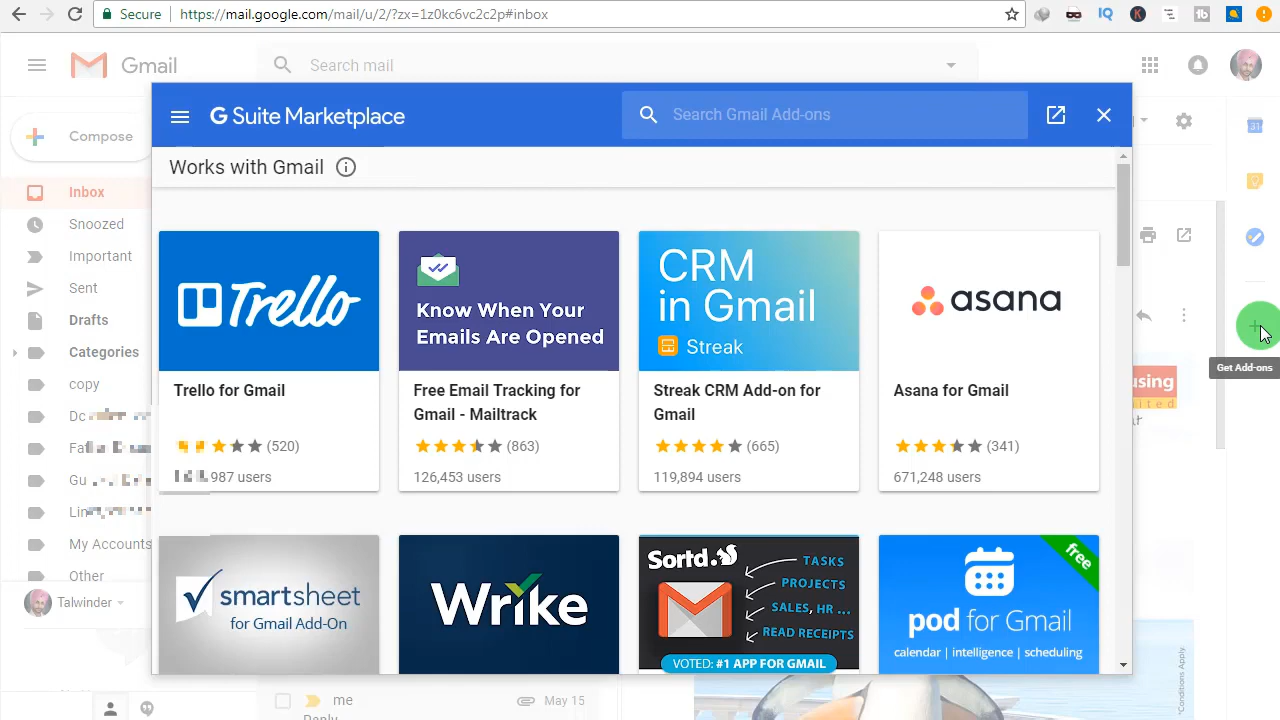 Secure
https://mail.google.com/mail/u/2/?zx=1z0kc6vc2c2p#inbox
Gmail
Search mail
Compose
Inbox
Snoozed
Important
Sent
Drafts
Categories
copy
My Accounts
Other
Talwinder
G Suite Marketplace
Search Gmail Add-ons
Works with Gmail
Trello
Trello for Gmail
(520)
987 users
Know When Your
Emails Are Opened
Free Email Tracking for
Gmail - Mailtrack
(863)
126,453 users
CRM
in Gmail
Streak
Streak CRM Add-on for
Gmail
(665)
119,894 users
asana
Asana for Gmail
(341)
671,248 users
smartsheet
for Gmail Add-On
Wrike
Sortd.
TASKS
PROJECTS
SALES, HR ...
READ RECEIPTS
VOTED: #1 APP FOR GMAIL
free
pod for Gmail
calendar | intelligence | scheduling
31
Get Add-ons
me
May 15
*Conditions Apply.